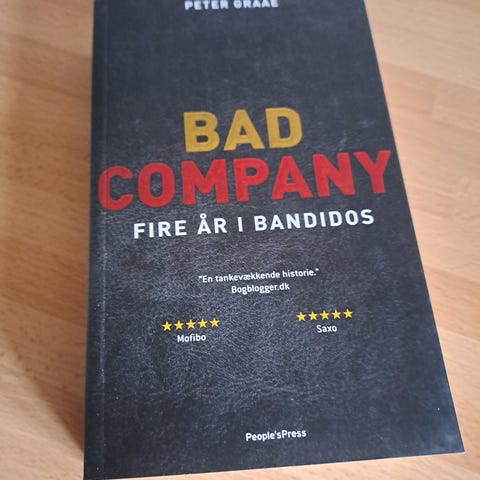 PETER GRAAE
BAD
COMPANY
FIRE ÅR I BANDIDOS
"En tankevækkende historie."
Bogblogger.dk
★★★★★ ★★★★★
Mofibo Saxo
People'sPress